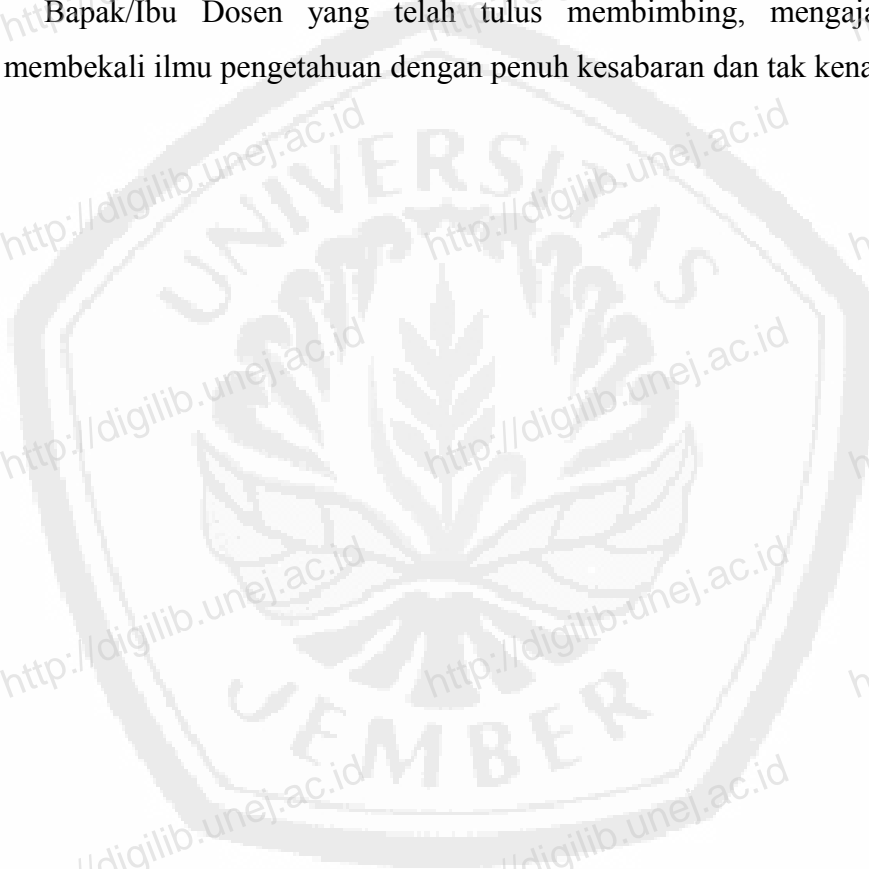 Bapak/Ibu Dosen yang telah tulus membimbing,
membekali ilmu pengetahuan dengan penuh kesabaran dan tak
http://digilib.unej.ac.id http://digilib.unej.ac.id
UNIVERSITAS
http://digilib.unej.ac.id http://digilib.unej.ac.id
http://digilib.unej.ac.id http://digilib.unej.ac.id
JEMBER
http://digilib.unej.ac.id http://digilib.unej.ac.id